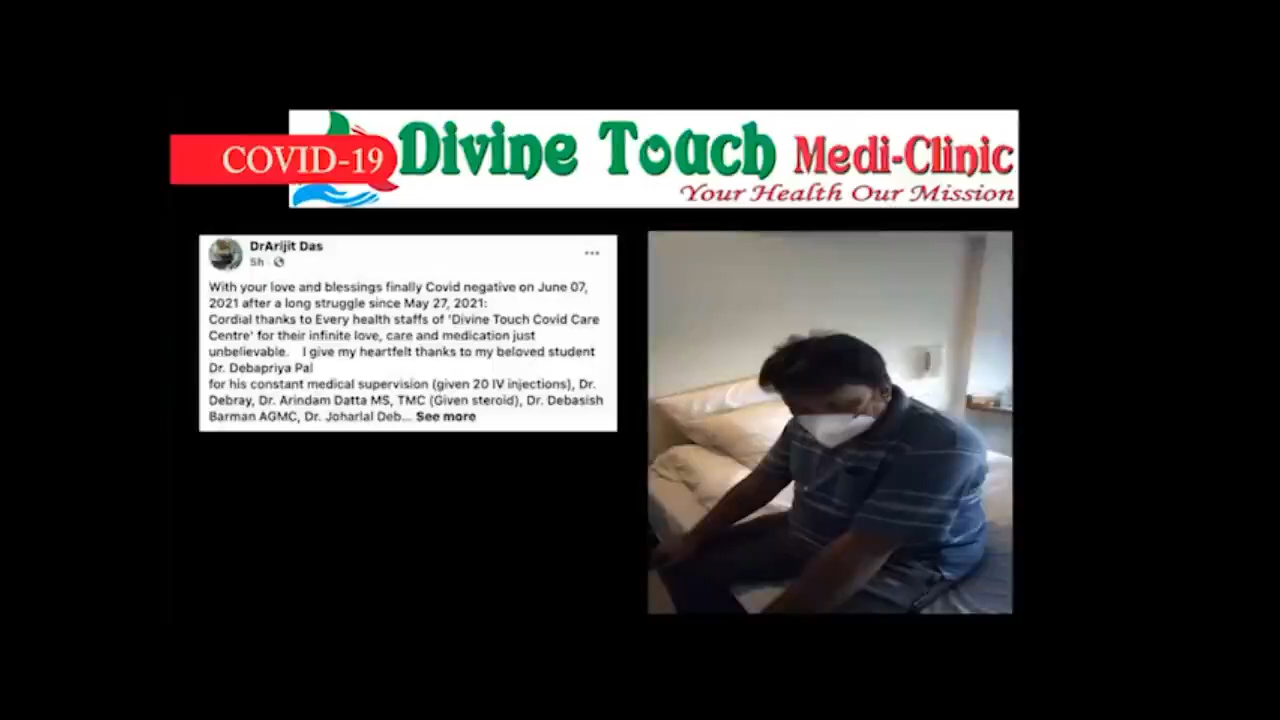 COVID-19
Divine Touch Medi-Clinic
Your Health Our Mission
DrArijit Das
5h
With your love and blessings finally Covid negative on June 07,
2021 after a long struggle since May 27, 2021:
Cordial thanks to Every health staffs of 'Divine Touch Covid Care
Centre' for their infinite love, care and medication just
unbelievable. I give my heartfelt thanks to my beloved student
Dr. Debapriya Pal
for his constant medical supervision (given 20 IV injections), Dr.
Debray, Dr. Arindam Datta MS, TMC (Given steroid), Dr. Debasish
Barman AGMC, Dr. Joharlal Deb... See more